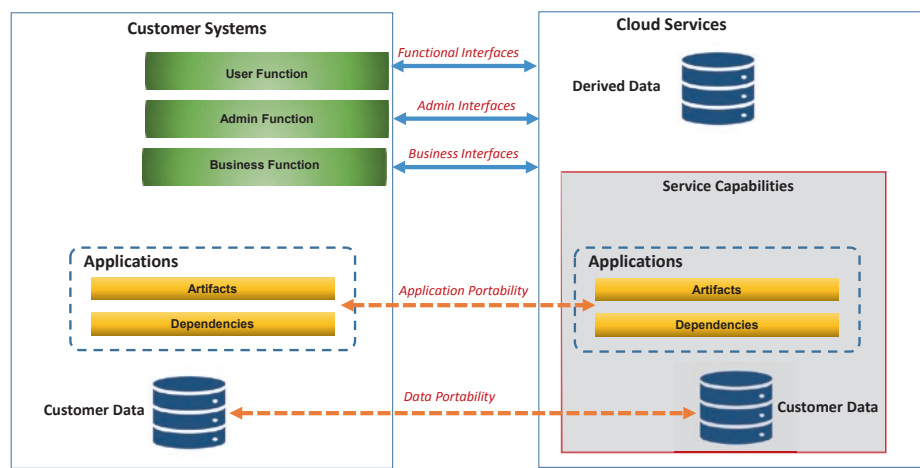 Customer Systems
User Function
Admin Function
Business Function
Functional Interfaces
Admin Interfaces
Business Interfaces
Cloud Services
Derived Data
Service Capabilities
Applications
Artifacts
Dependencies
Application Portability
Applications
Artifacts
Dependencies
Customer Data
Data Portability
Customer Data